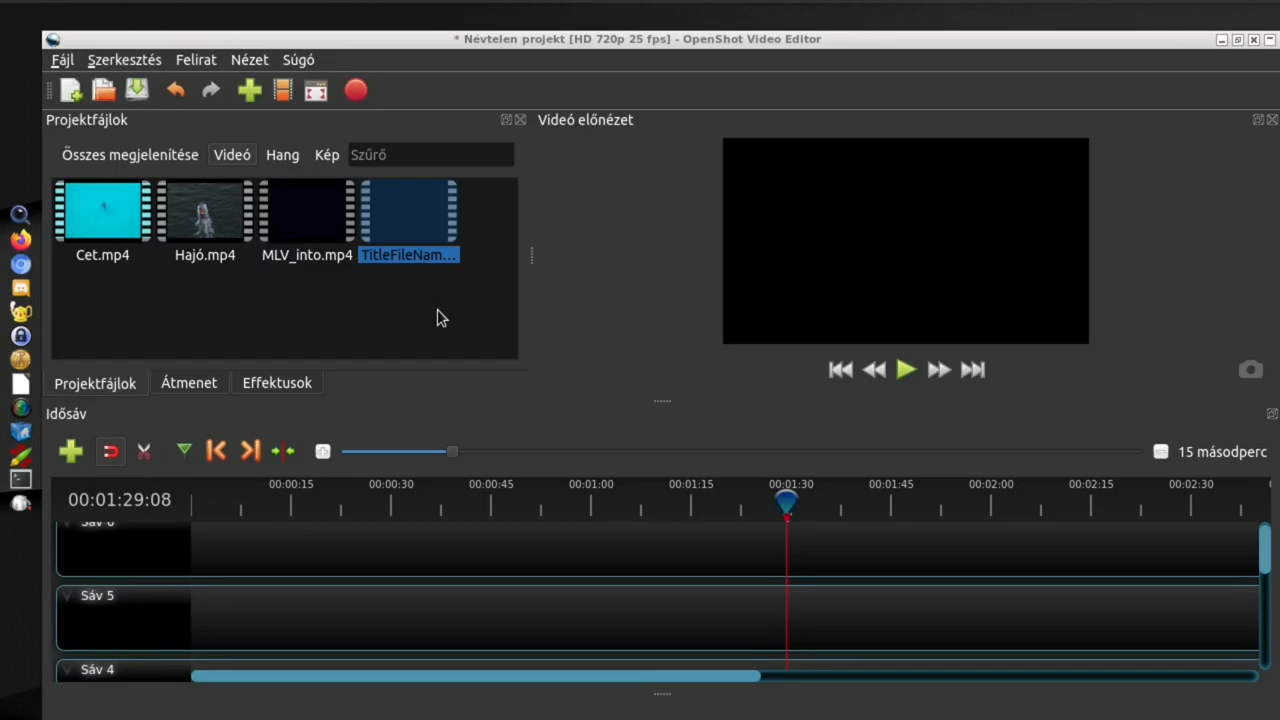 * Névtelen projekt [HD 720p 25 fps] - OpenShot Video Editor
Fájl Szerkesztés Felirat Nézet Súgó
Projektfájlok
Videó előnézet
Összes megjelenítése Videó Hang Kép Szűrő
Cet.mp4 Hajó.mp4 MLV_into.mp4 TitleFileNam...
Projektfájlok Átmenet Effektusok
Idősáv
15 másodperc
00:01:29:08
00:00:15 00:00:30 00:00:45 00:01:00 00:01:15 00:01:30 00:01:45 00:02:00 00:02:15 00:02:30
Sáv 6
Sáv 5
Sáv 4